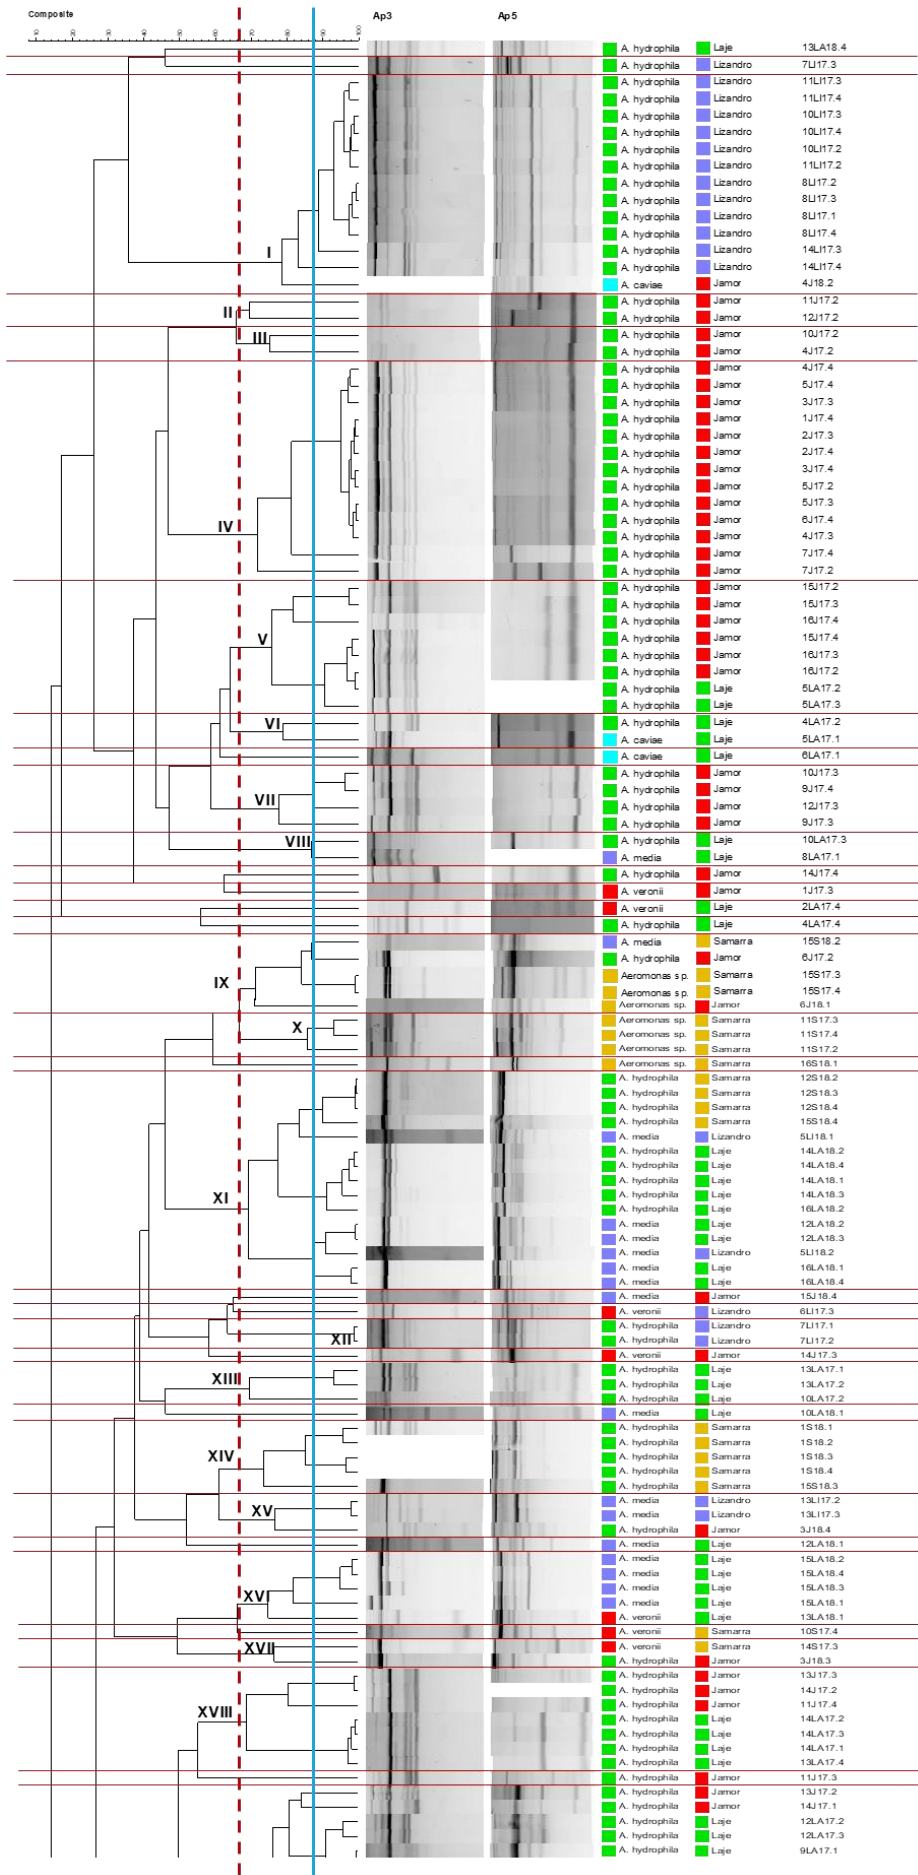 Composite Ap3 Ap5
10 20 30 40 50 60 70 80 90 100
A. hydrophila Laje 13LA18.4
A. hydrophila Lizandro 7LI17.3
A. hydrophila Lizandro 11LI17.3
A. hydrophila Lizandro 11LI17.4
A. hydrophila Lizandro 10LI17.3
A. hydrophila Lizandro 10LI17.4
A. hydrophila Lizandro 10LI17.2
A. hydrophila Lizandro 11LI17.2
A. hydrophila Lizandro 8LI17.2
A. hydrophila Lizandro 8LI17.3
A. hydrophila Lizandro 8LI17.1
A. hydrophila Lizandro 8LI17.4
I A. hydrophila Lizandro 14LI17.3
A. hydrophila Lizandro 14LI17.4
A. caviae Jamor 4J18.2
A. hydrophila Jamor 11J17.2
II A. hydrophila Jamor 12J17.2
III A. hydrophila Jamor 10J17.2
A. hydrophila Jamor 4J17.2
A. hydrophila Jamor 4J17.4
A. hydrophila Jamor 5J17.4
A. hydrophila Jamor 3J17.3
A. hydrophila Jamor 1J17.4
A. hydrophila Jamor 2J17.3
A. hydrophila Jamor 2J17.4
A. hydrophila Jamor 3J17.4
A. hydrophila Jamor 5J17.2
A. hydrophila Jamor 5J17.3
IV A. hydrophila Jamor 6J17.4
A. hydrophila Jamor 4J17.3
A. hydrophila Jamor 7J17.4
A. hydrophila Jamor 7J17.2
A. hydrophila Jamor 15J17.2
A. hydrophila Jamor 15J17.3
A. hydrophila Jamor 16J17.4
V A. hydrophila Jamor 15J17.4
A. hydrophila Jamor 16J17.3
A. hydrophila Jamor 16J17.2
A. hydrophila Laje 5LA17.2
A. hydrophila Laje 5LA17.3
VI A. hydrophila Laje 4LA17.2
A. caviae Laje 5LA17.1
A. caviae Laje 6LA17.1
A. hydrophila Jamor 10J17.3
A. hydrophila Jamor 9J17.4
VII A. hydrophila Jamor 12J17.3
A. hydrophila Jamor 9J17.3
VIII A. hydrophila Laje 10LA17.3
A. media Laje 8LA17.1
A. hydrophila Jamor 14J17.4
A. veronii Jamor 1J17.3
A. veronii Laje 2LA17.4
A. hydrophila Laje 4LA17.4
A. media Samarra 15S18.2
A. hydrophila Jamor 6J17.2
IX Aeromonas sp. Samarra 15S17.3
Aeromonas sp. Samarra 15S17.4
Aeromonas sp. Jamor 6J18.1
Aeromonas sp. Samarra 11S17.3
X Aeromonas sp. Samarra 11S17.4
Aeromonas sp. Samarra 11S17.2
Aeromonas sp. Samarra 16S18.1
A. hydrophila Samarra 12S18.2
A. hydrophila Samarra 12S18.3
A. hydrophila Samarra 12S18.4
A. hydrophila Samarra 15S18.4
A. media Lizandro 5LI18.1
A. hydrophila Laje 14LA18.2
A. hydrophila Laje 14LA18.4
A. hydrophila Laje 14LA18.1
XI A. hydrophila Laje 14LA18.3
A. hydrophila Laje 16LA18.2
A. media Laje 12LA18.2
A. media Laje 12LA18.3
A. media Lizandro 5LI18.2
A. media Laje 16LA18.1
A. media Laje 16LA18.4
A. media Jamor 15J18.4
A. veronii Lizandro 6LI17.3
A. hydrophila Lizandro 7LI17.1
XII A. hydrophila Lizandro 7LI17.2
A. veronii Jamor 14J17.3
A. hydrophila Laje 13LA17.1
XIII A. hydrophila Laje 13LA17.2
A. hydrophila Laje 10LA17.2
A. media Laje 10LA18.1
A. hydrophila Samarra 1S18.1
A. hydrophila Samarra 1S18.2
XIV A. hydrophila Samarra 1S18.3
A. hydrophila Samarra 1S18.4
A. hydrophila Samarra 15S18.3
A. media Lizandro 13LI17.2
XV A. media Lizandro 13LI17.3
A. hydrophila Jamor 3J18.4
A. media Laje 12LA18.1
A. media Laje 15LA18.2
A. media Laje 15LA18.4
A. media Laje 15LA18.3
XVI A. media Laje 15LA18.1
A. veronii Laje 13LA18.1
A. veronii Samarra 10S17.4
XVII A. veronii Samarra 14S17.3
A. hydrophila Jamor 3J18.3
A. hydrophila Jamor 13J17.3
A. hydrophila Jamor 14J17.2
XVIII A. hydrophila Jamor 11J17.4
A. hydrophila Laje 14LA17.2
A. hydrophila Laje 14LA17.3
A. hydrophila Laje 14LA17.1
A. hydrophila Laje 13LA17.4
A. hydrophila Jamor 11J17.3
A. hydrophila Jamor 13J17.2
A. hydrophila Jamor 14J17.1
A. hydrophila Laje 12LA17.2
A. hydrophila Laje 12LA17.3
A. hydrophila Laje 9LA17.1